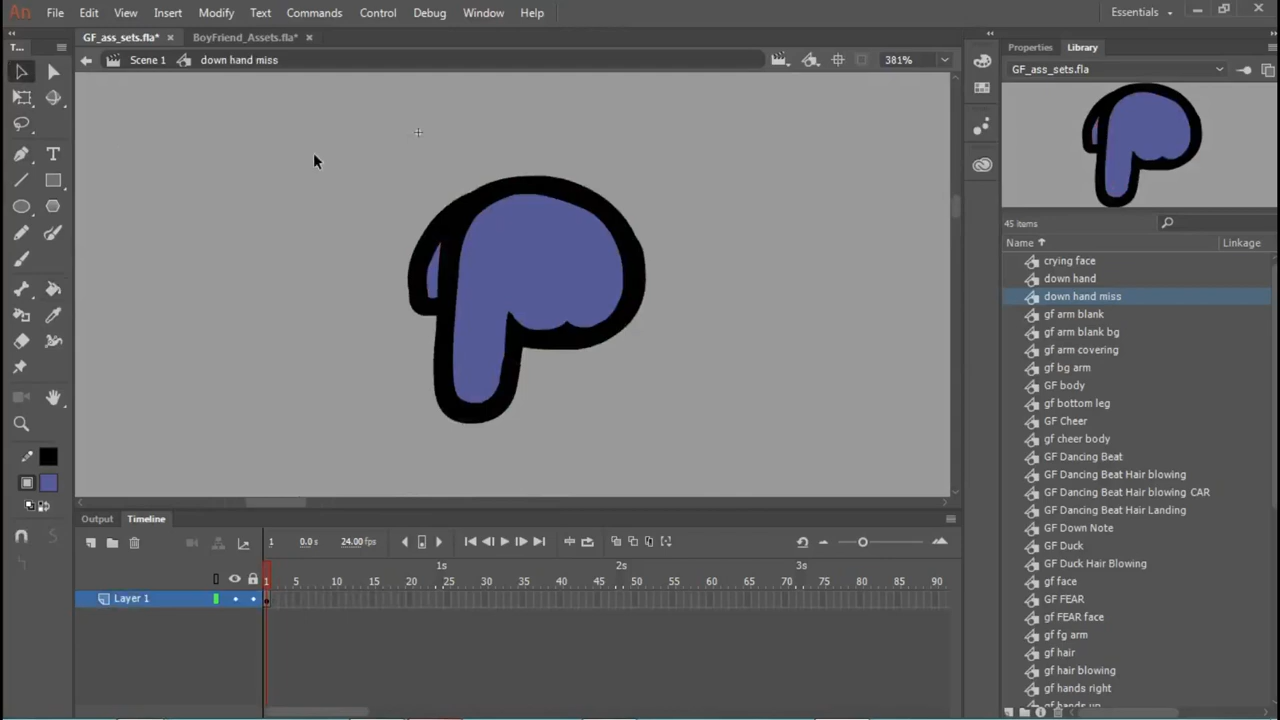 An File Edit View Insert Modify Text Commands Control Debug Window Help Essentials
GF_ass_sets.fla* × BoyFriend_Assets.fla* ×
T... Properties Library
Scene 1 down hand miss 381%
GF_ass_sets.fla
45 items
Name Linkage
crying face
down hand
down hand miss
gf arm blank
gf arm blank bg
gf arm covering
gf bg arm
GF body
gf bottom leg
GF Cheer
gf cheer body
GF Dancing Beat
GF Dancing Beat Hair blowing
GF Dancing Beat Hair blowing CAR
GF Dancing Beat Hair Landing
GF Down Note
GF Duck
GF Duck Hair Blowing
gf face
GF FEAR
gf FEAR face
gf fg arm
gf hair
gf hair blowing
gf hands right
Output Timeline
1 0.0 s 24.00 fps
1s 2s 3s
1 5 10 15 20 25 30 35 40 45 50 55 60 65 70 75 80 85 90
Layer 1